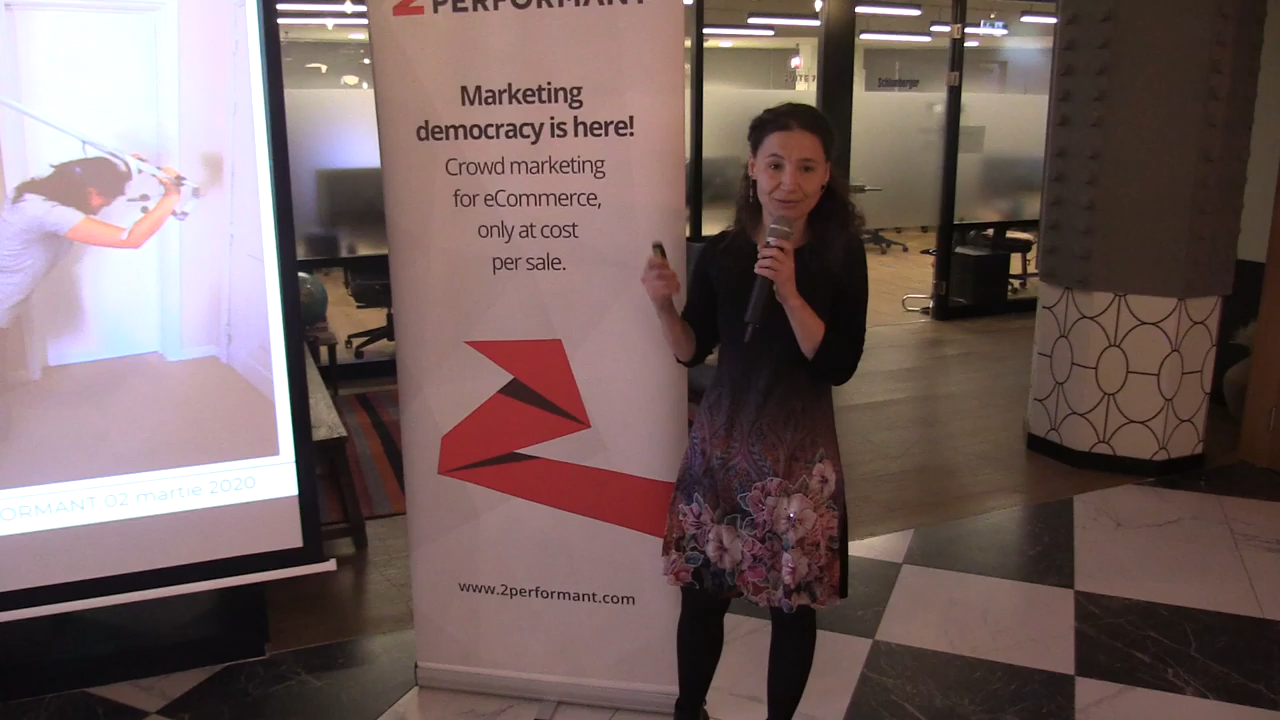 2PERFORMANT
Marketing
democracy is here!
Crowd marketing
for eCommerce,
only at cost
per sale.
www.2performant.com
ORMANT 02 martie 2020
Schlumberger